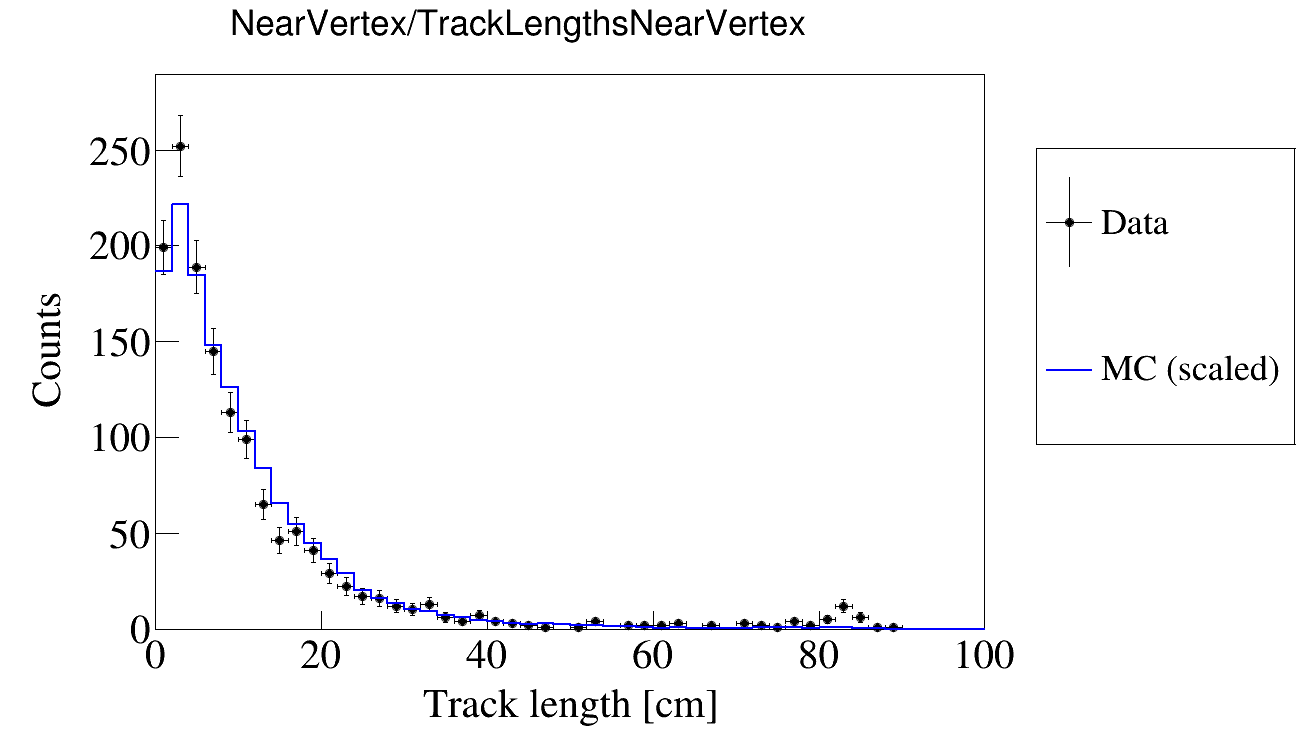 NearVertex/TrackLengthsNearVertex
250
200
150
100
50
0
Counts
0 20 40 60 80 100
Track length [cm]
Data
MC (scaled)